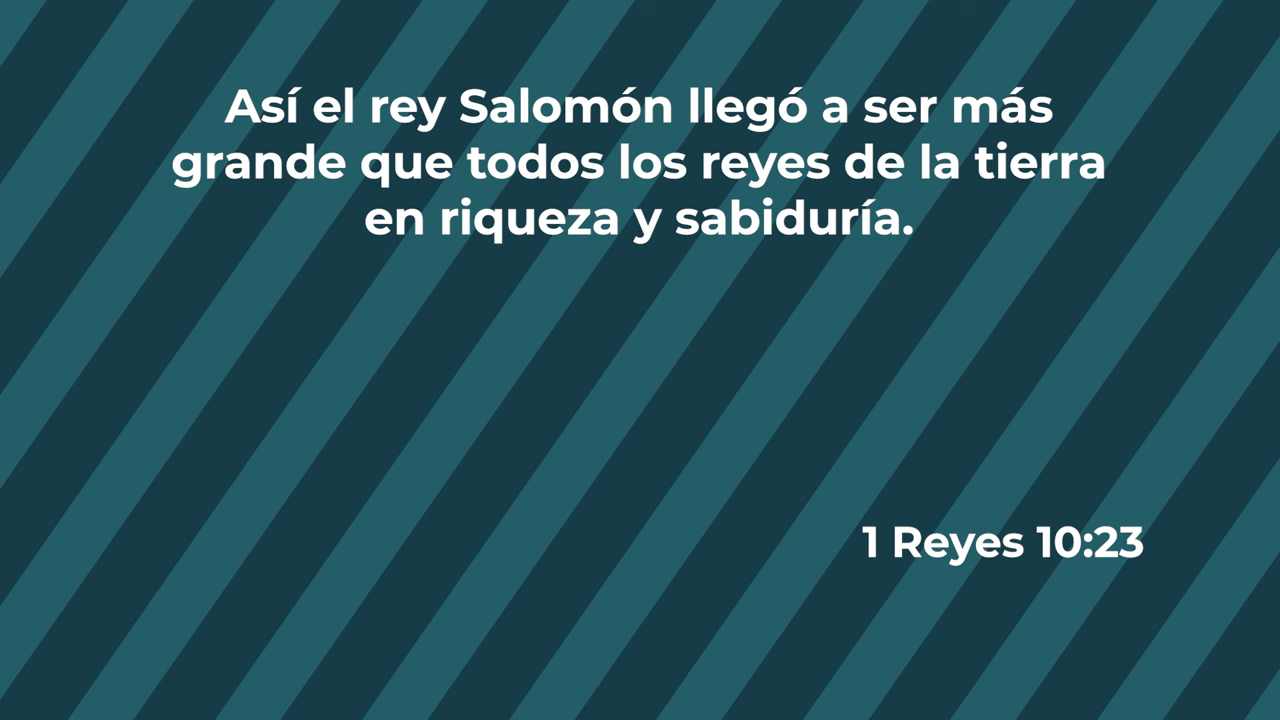 Así el rey Salomón llegó a ser más
grande que todos los reyes de la tierra
en riqueza y sabiduría.
1 Reyes 10:23